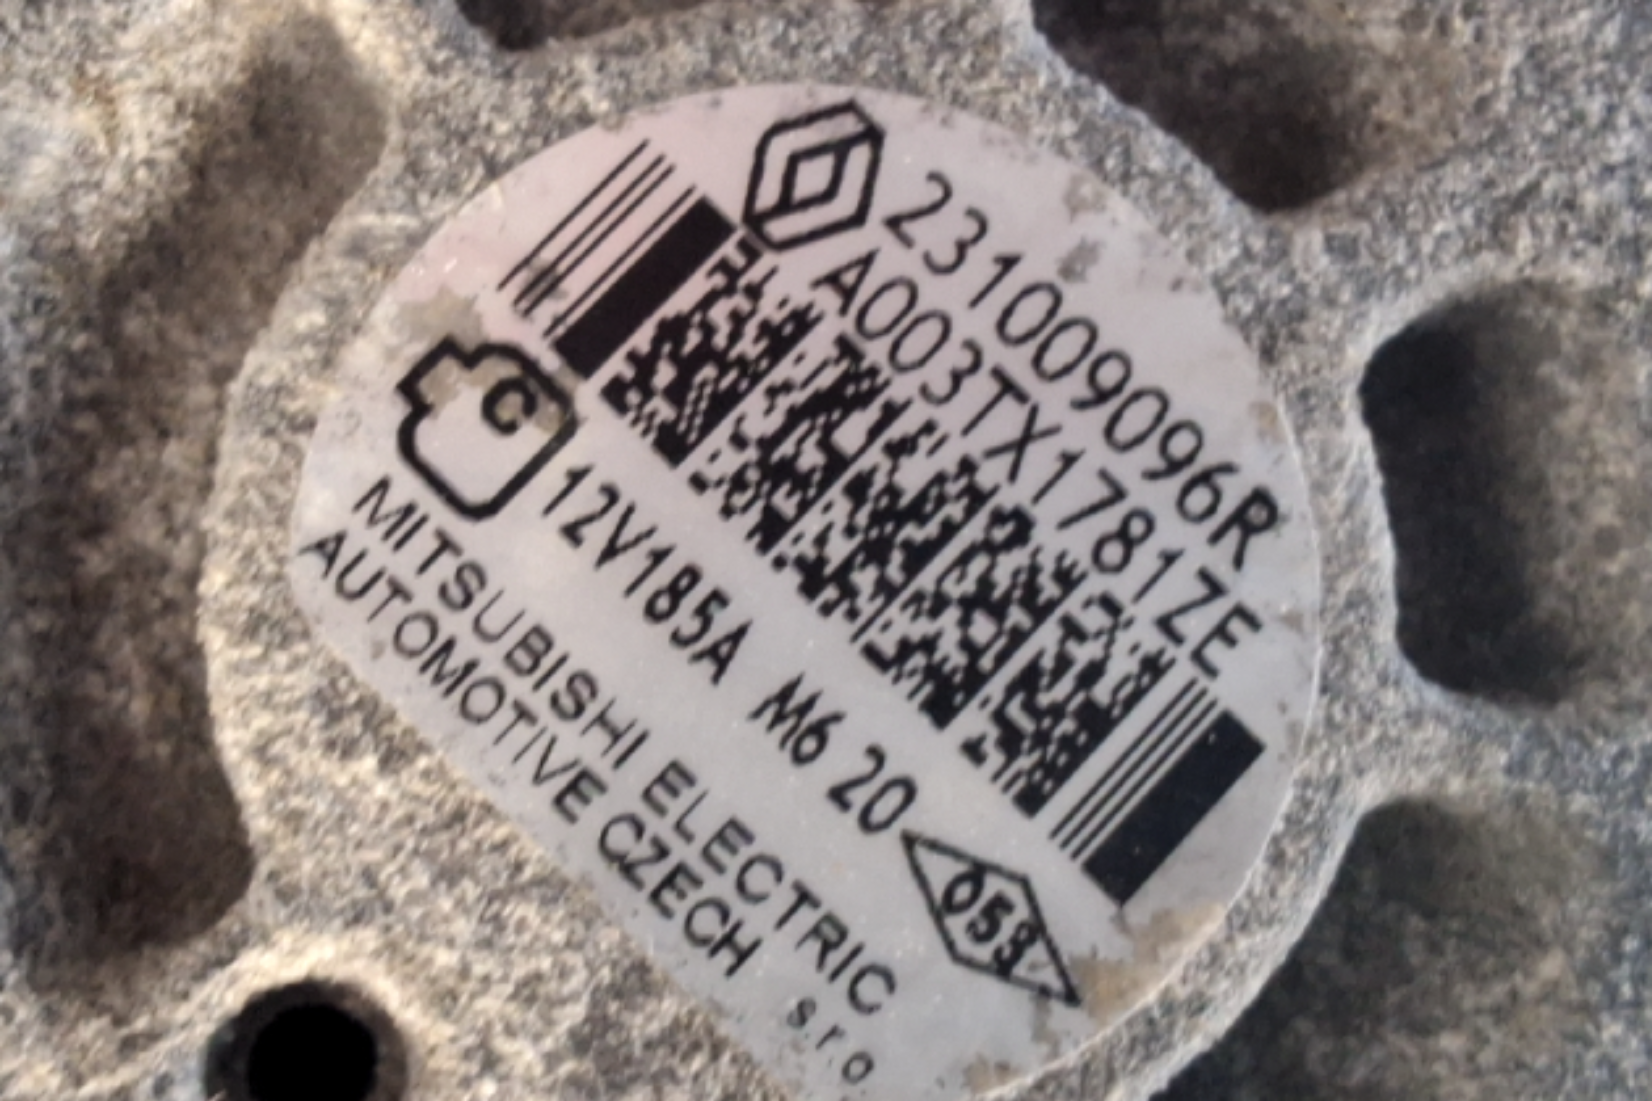 231009096R
A003TX1781ZE
C
12V185A M6 20
053
MITSUBISHI ELECTRIC
AUTOMOTIVE CZECH s.r.o.